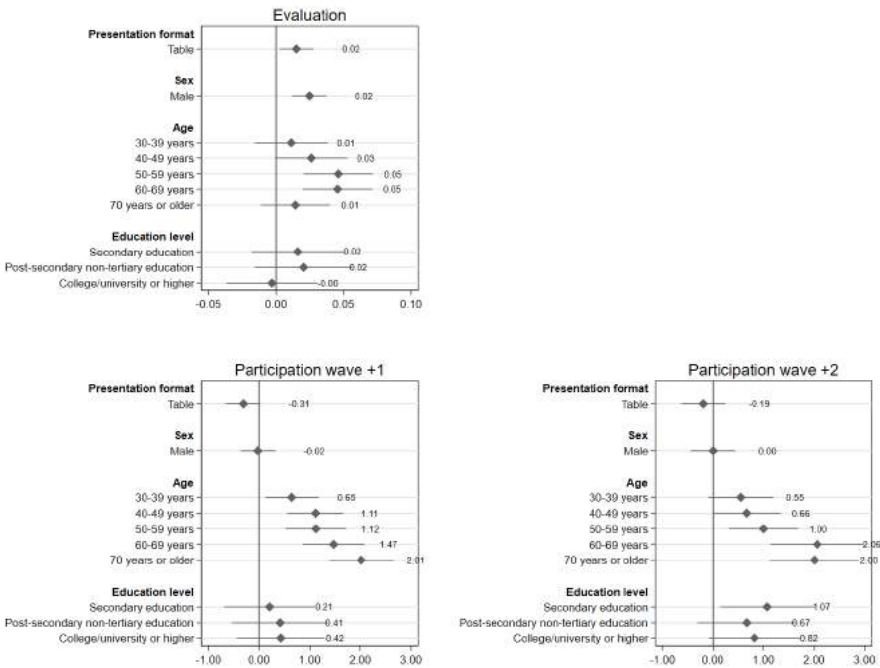 Evaluation
Presentation format
Table 0.02
Sex
Male 0.02
Age
30-39 years 0.01
40-49 years 0.03
50-59 years 0.05
60-69 years 0.05
70 years or older 0.01
Education level
Secondary education 0.02
Post-secondary non-tertiary education 0.02
College/university or higher -0.00
-0.05 0.00 0.05 0.10
Participation wave +1
Presentation format
Table -0.31
Sex
Male -0.02
Age
30-39 years 0.65
40-49 years 1.11
50-59 years 1.12
60-69 years 1.47
70 years or older 2.01
Education level
Secondary education 0.21
Post-secondary non-tertiary education 0.41
College/university or higher 0.42
-1.00 0.00 1.00 2.00 3.00
Participation wave +2
Presentation format
Table -0.19
Sex
Male 0.00
Age
30-39 years 0.55
40-49 years 0.66
50-59 years 1.00
60-69 years 2.06
70 years or older 2.00
Education level
Secondary education 1.07
Post-secondary non-tertiary education 0.67
College/university or higher 0.82
-1.00 0.00 1.00 2.00 3.00